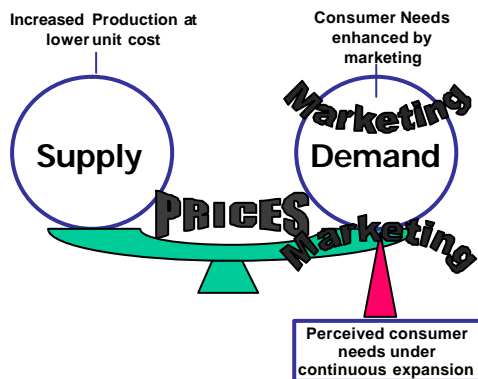 Increased Production at
lower unit cost
Consumer Needs
enhanced by
marketing
Marketing
Supply
Demand
PRICES
Marketing
Perceived consumer
needs under
continuous expansion